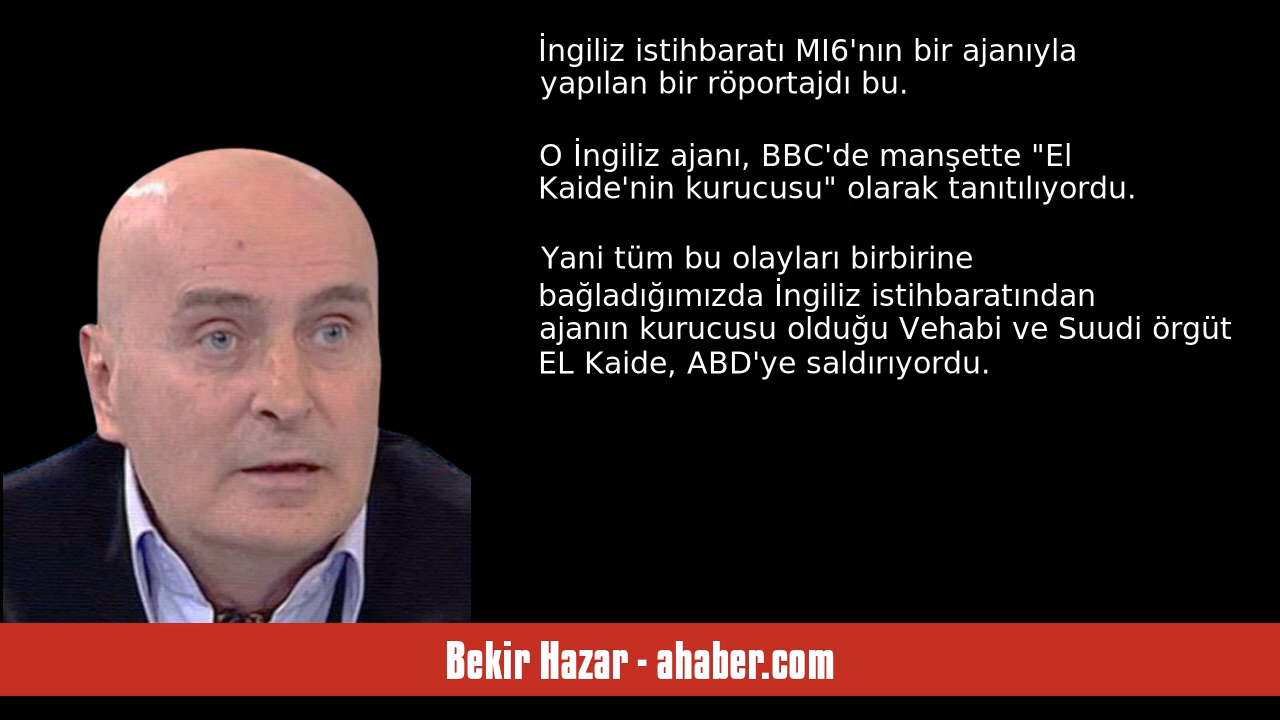 İngiliz istihbaratı MI6'nın bir ajanıyla
yapılan bir röportajdı bu.
O İngiliz ajanı, BBC'de manşette "El
Kaide'nin kurucusu" olarak tanıtılıyordu.
Yani tüm bu olayları birbirine
bağladığımızda İngiliz istihbaratından
ajanın kurucusu olduğu Vehabi ve Suudi örgüt
EL Kaide, ABD'ye saldırıyordu.
Bekir Hazar - ahaber.com